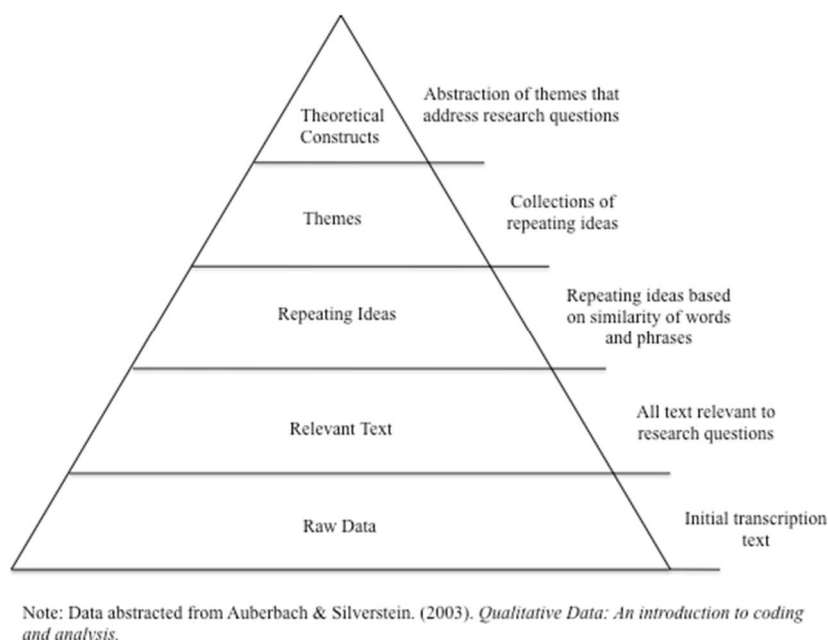 Abstraction of themes that
address research questions
Theoretical
Constructs
Collections of
repeating ideas
Themes
Repeating ideas based
on similarity of words
and phrases
Repeating Ideas
All text relevant to
research questions
Relevant Text
Initial transcription
text
Raw Data
Note: Data abstracted from Auberbach & Silverstein. (2003). Qualitative Data: An introduction to coding
and analysis.